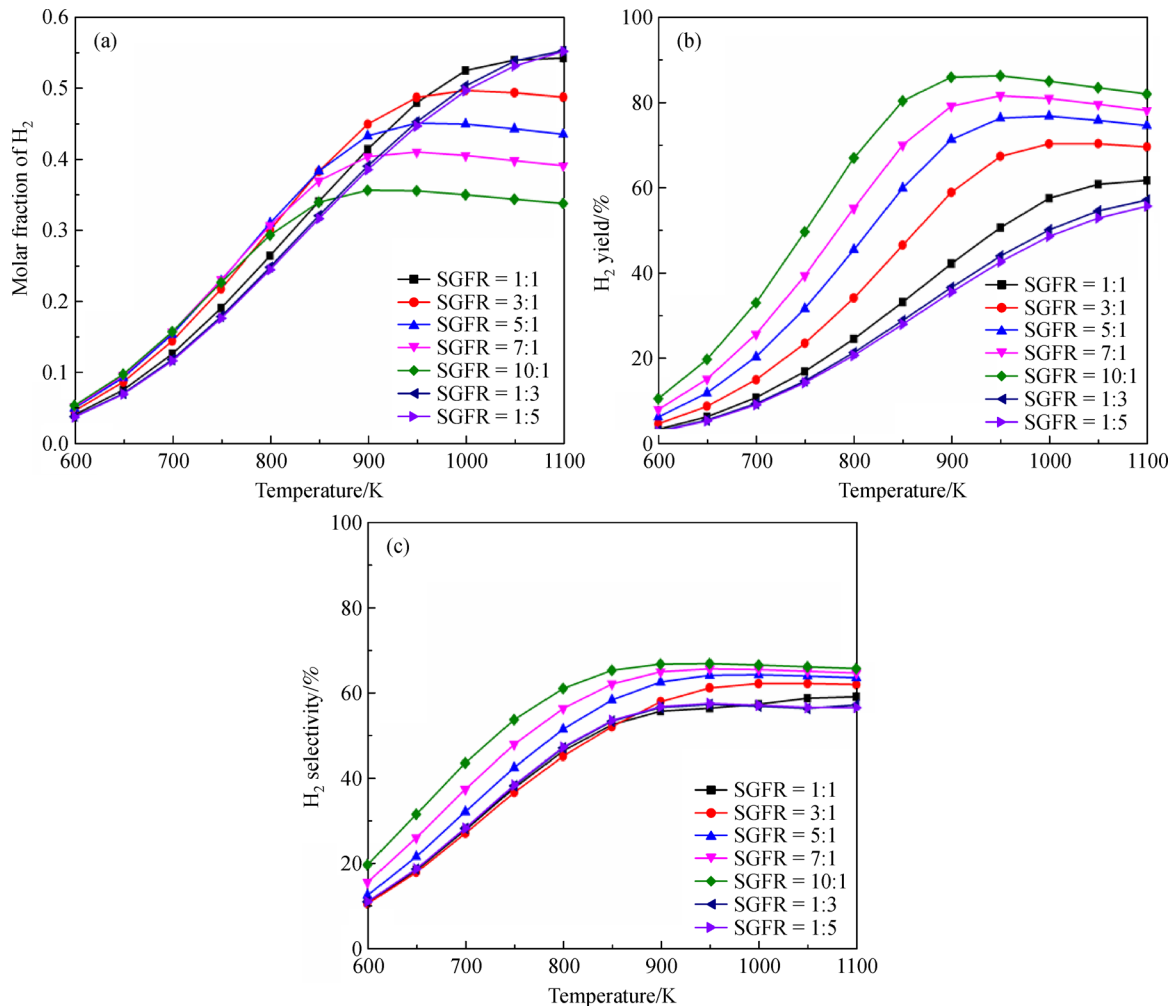 (a)
0.6
0.5
0.4
0.3
0.2
0.1
0.0
Molar fraction of H2
600
700
800
900
1000
1100
Temperature/K
SGFR = 1:1
SGFR = 3:1
SGFR = 5:1
SGFR = 7:1
SGFR = 10:1
SGFR = 1:3
SGFR = 1:5
(b)
100
80
60
40
20
0
H2 yield/%
600
700
800
900
1000
1100
Temperature/K
SGFR = 1:1
SGFR = 3:1
SGFR = 5:1
SGFR = 7:1
SGFR = 10:1
SGFR = 1:3
SGFR = 1:5
(c)
100
80
60
40
20
0
H2 selectivity/%
600
700
800
900
1000
1100
Temperature/K
SGFR = 1:1
SGFR = 3:1
SGFR = 5:1
SGFR = 7:1
SGFR = 10:1
SGFR = 1:3
SGFR = 1:5